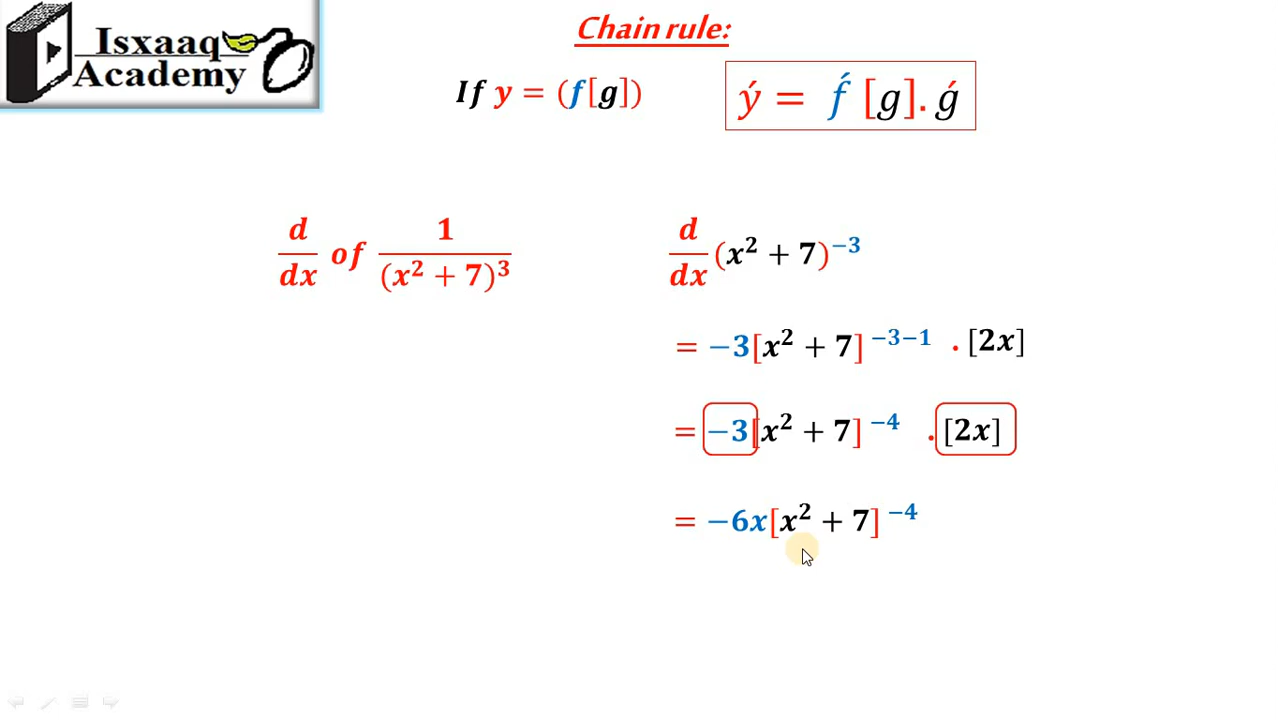 Isxaaq
Academy
Chain rule:
If y = (f[g])
ý = f́ [g]. ǵ
d/dx of 1/(x² + 7)³
d/dx (x² + 7)⁻³
= −3[x² + 7]⁻³⁻¹ . [2x]
= −3[x² + 7]⁻⁴ . [2x]
= −6x[x² + 7]⁻⁴